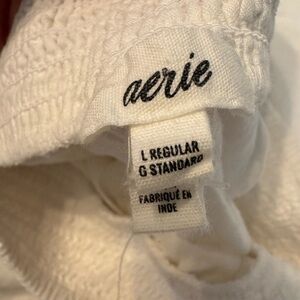 aerie
L REGULAR
G STANDARD
FABRIQUÉ EN
INDE